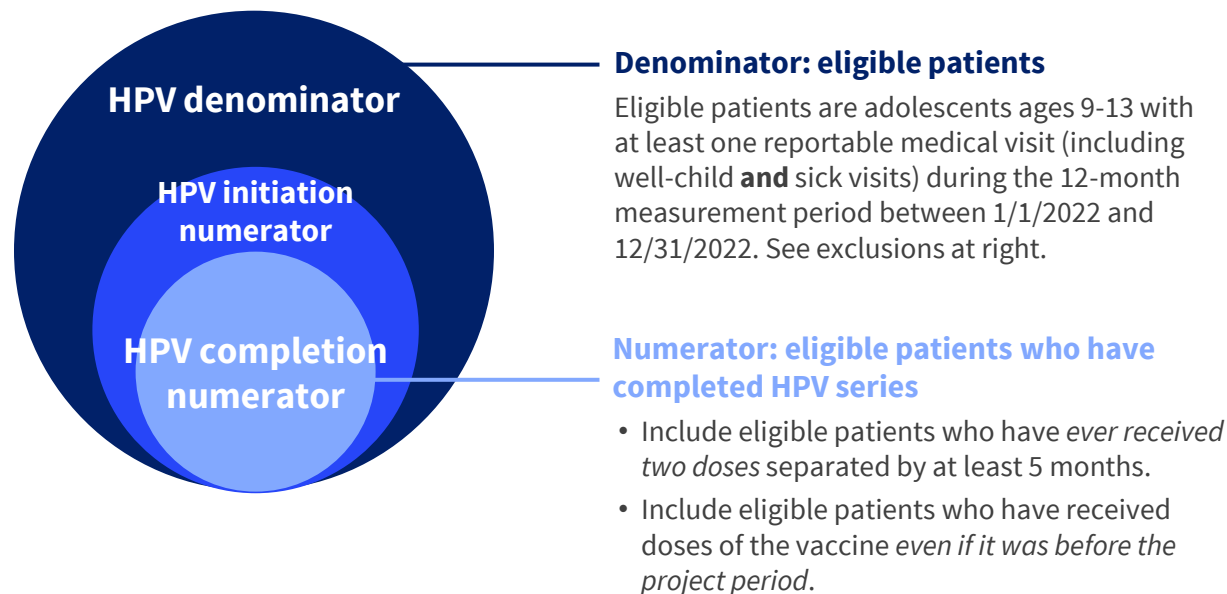 HPV denominator
HPV initiation
numerator
HPV completion
numerator
Denominator: eligible patients
Eligible patients are adolescents ages 9-13 with
at least one reportable medical visit (including
well-child and sick visits) during the 12-month
measurement period between 1/1/2022 and
12/31/2022. See exclusions at right.
Numerator: eligible patients who have
completed HPV series
• Include eligible patients who have ever received
two doses separated by at least 5 months.
• Include eligible patients who have received
doses of the vaccine even if it was before the
project period.